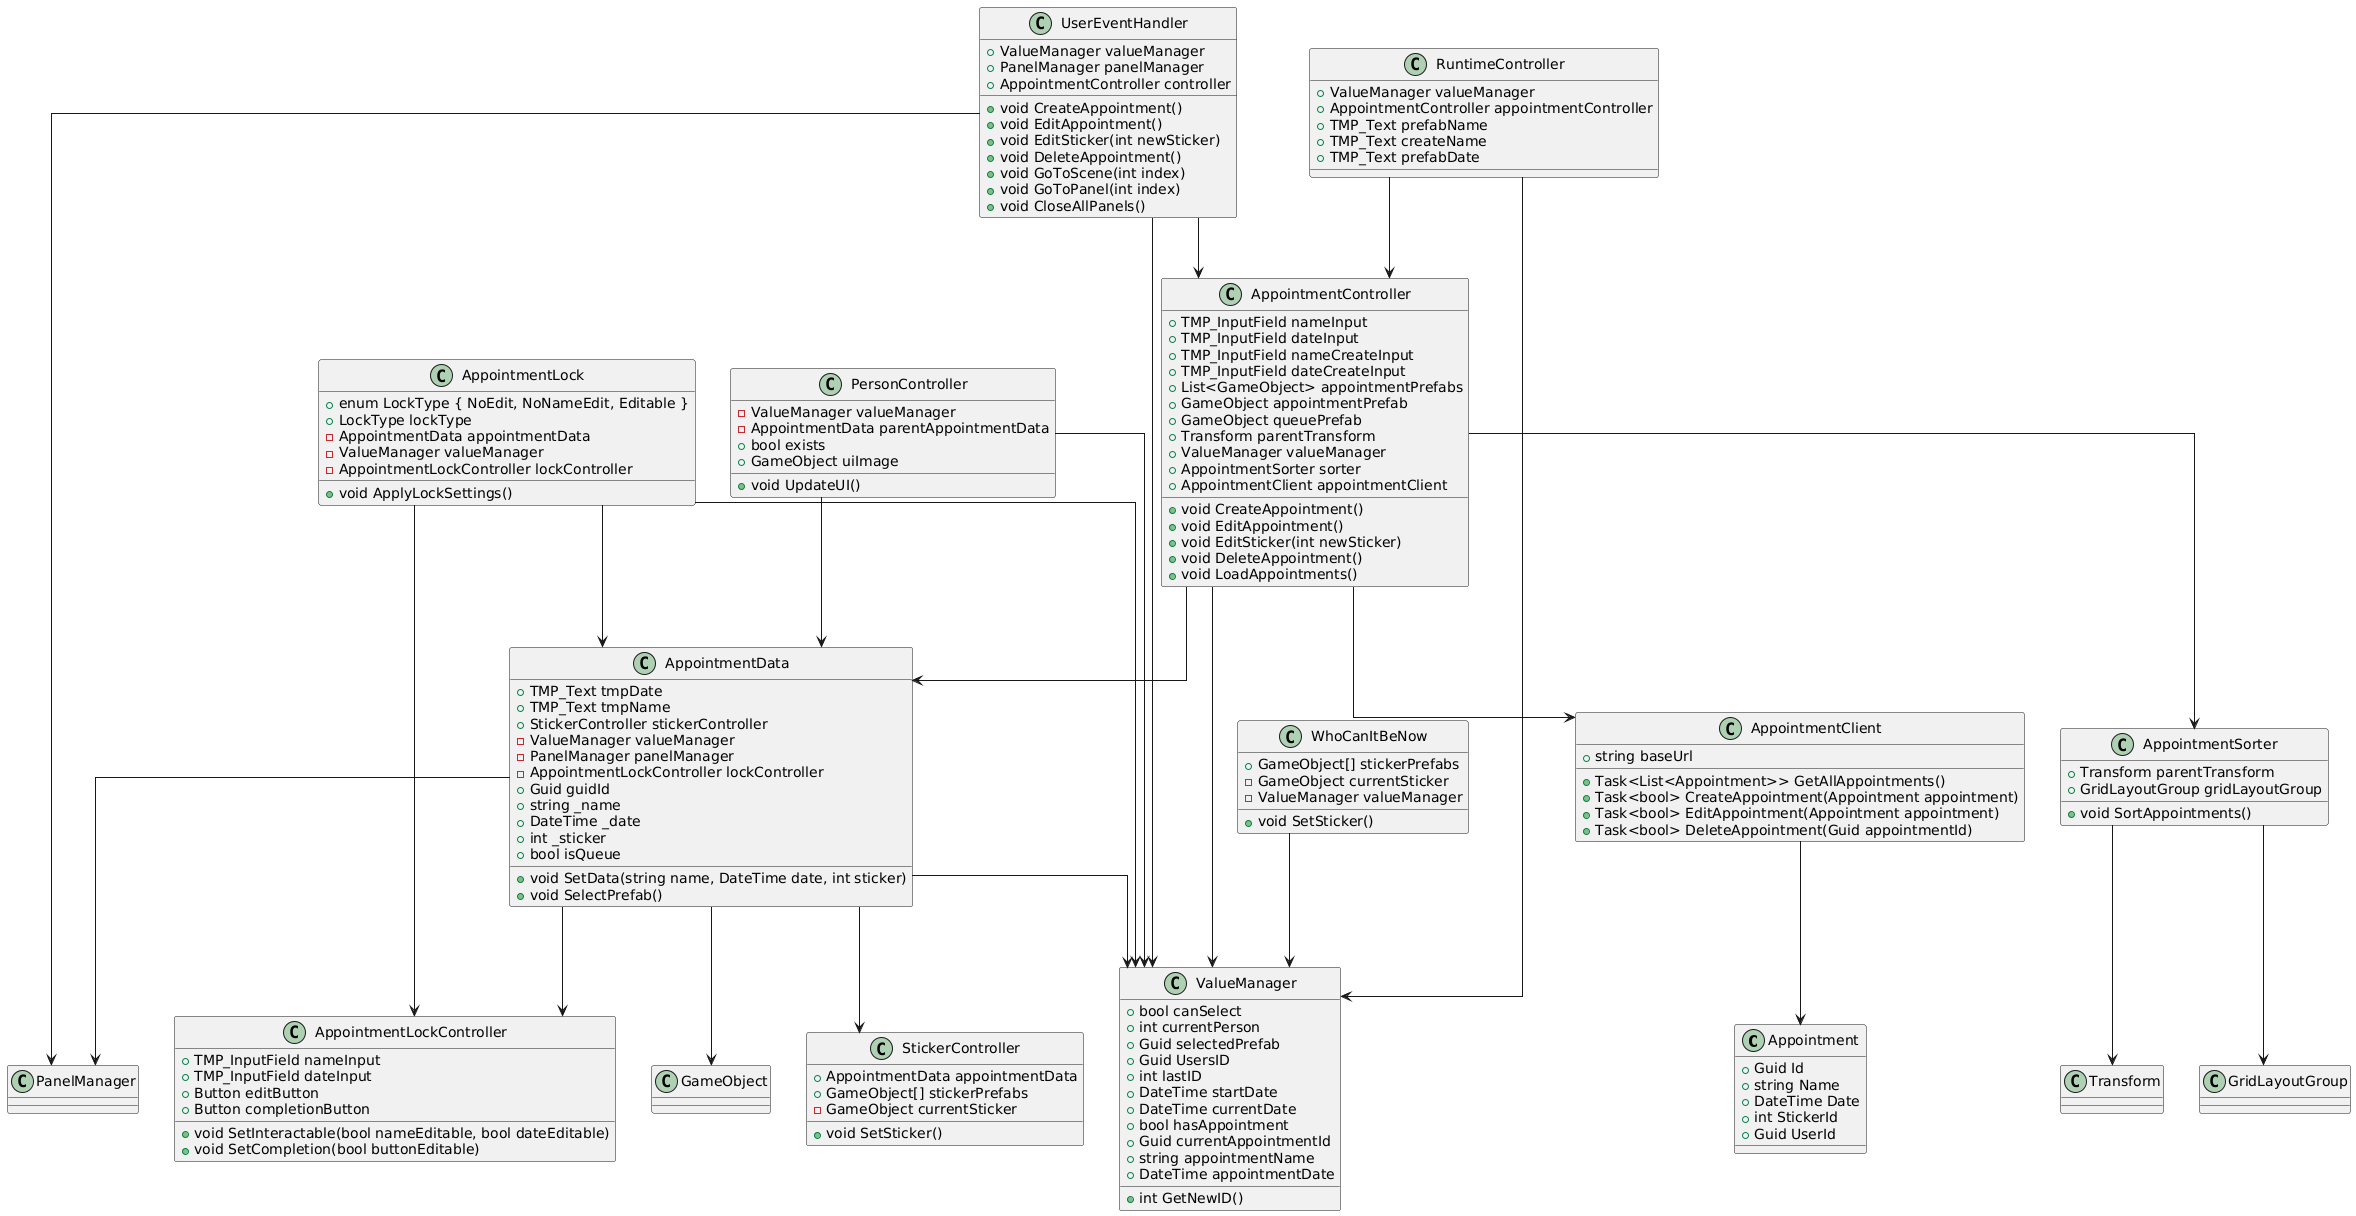 C UserEventHandler
ValueManager valueManager
PanelManager panelManager
AppointmentController controller
void CreateAppointment()
void EditAppointment()
void EditSticker(int newSticker)
void DeleteAppointment()
void GoToScene(int index)
void GoToPanel(int index)
void CloseAllPanels()
C RuntimeController
ValueManager valueManager
AppointmentController appointmentController
TMP_Text prefabName
TMP_Text createName
TMP_Text prefabDate
C AppointmentController
TMP_InputField nameInput
TMP_InputField dateInput
TMP_InputField nameCreateInput
TMP_InputField dateCreateInput
List<GameObject> appointmentPrefabs
GameObject appointmentPrefab
GameObject queuePrefab
Transform parentTransform
ValueManager valueManager
AppointmentSorter sorter
AppointmentClient appointmentClient
void CreateAppointment()
void EditAppointment()
void EditSticker(int newSticker)
void DeleteAppointment()
void LoadAppointments()
C AppointmentLock
enum LockType { NoEdit, NoNameEdit, Editable }
LockType lockType
AppointmentData appointmentData
ValueManager valueManager
AppointmentLockController lockController
void ApplyLockSettings()
C PersonController
ValueManager valueManager
AppointmentData parentAppointmentData
bool exists
GameObject uiImage
void UpdateUI()
C AppointmentData
TMP_Text tmpDate
TMP_Text tmpName
StickerController stickerController
ValueManager valueManager
PanelManager panelManager
AppointmentLockController lockController
Guid guidId
string _name
DateTime _date
int _sticker
bool isQueue
void SetData(string name, DateTime date, int sticker)
void SelectPrefab()
C WhoCanItBeNow
GameObject[] stickerPrefabs
GameObject currentSticker
ValueManager valueManager
void SetSticker()
C AppointmentClient
string baseUrl
Task<List<Appointment>> GetAllAppointments()
Task<bool> CreateAppointment(Appointment appointment)
Task<bool> EditAppointment(Appointment appointment)
Task<bool> DeleteAppointment(Guid appointmentId)
C AppointmentSorter
Transform parentTransform
GridLayoutGroup gridLayoutGroup
void SortAppointments()
C PanelManager
C AppointmentLockController
TMP_InputField nameInput
TMP_InputField dateInput
Button editButton
Button completionButton
void SetInteractable(bool nameEditable, bool dateEditable)
void SetCompletion(bool buttonEditable)
C GameObject
C StickerController
AppointmentData appointmentData
GameObject[] stickerPrefabs
GameObject currentSticker
void SetSticker()
C ValueManager
bool canSelect
int currentPerson
Guid selectedPrefab
Guid UsersID
int lastID
DateTime startDate
DateTime currentDate
bool hasAppointment
Guid currentAppointmentId
string appointmentName
DateTime appointmentDate
int GetNewID()
C Appointment
Guid Id
string Name
DateTime Date
int StickerId
Guid UserId
C Transform
C GridLayoutGroup